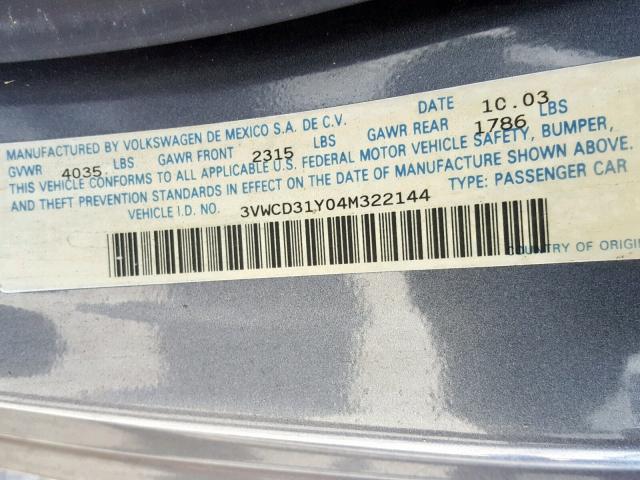 MANUFACTURED BY VOLKSWAGEN DE MEXICO S.A. DE C.V. DATE 10.03
GVWR 4035 LBS GAWR FRONT 2315 LBS GAWR REAR 1786 LBS
THIS VEHICLE CONFORMS TO ALL APPLICABLE U.S. FEDERAL MOTOR VEHICLE SAFETY, BUMPER,
AND THEFT PREVENTION STANDARDS IN EFFECT ON THE DATE OF MANUFACTURE SHOWN ABOVE.
VEHICLE I.D. NO. 3VWCD31Y04M322144 TYPE: PASSENGER CAR
COUNTRY OF ORIGIN